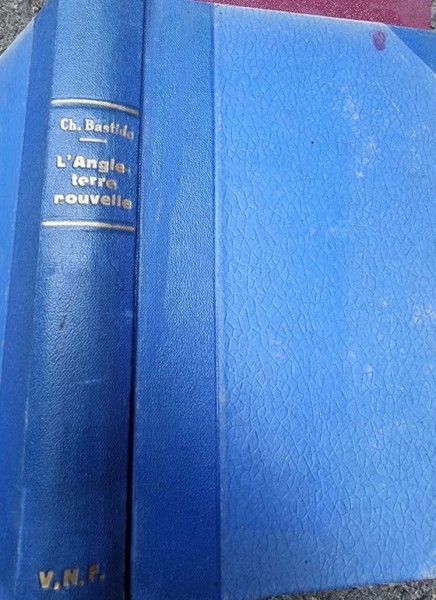 Ch. Bastide
L'Angle-
terre
nouvelle
V.N.F.